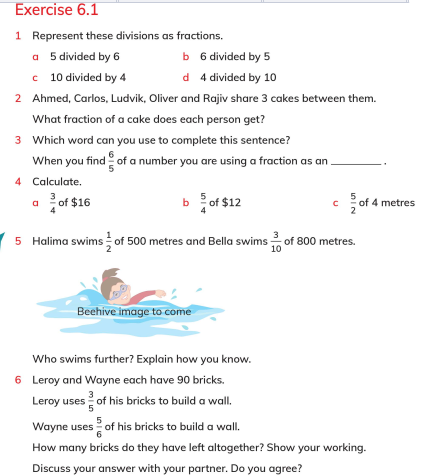 Exercise 6.1
1 Represent these divisions as fractions.
a 5 divided by 6 b 6 divided by 5
c 10 divided by 4 d 4 divided by 10
2 Ahmed, Carlos, Ludvik, Oliver and Rajiv share 3 cakes between them.
What fraction of a cake does each person get?
3 Which word can you use to complete this sentence?
When you find 6/5 of a number you are using a fraction as an ________ .
4 Calculate.
a 3/4 of $16 b 5/4 of $12 c 5/2 of 4 metres
5 Halima swims 1/2 of 500 metres and Bella swims 3/10 of 800 metres.
Beehive image to come
Who swims further? Explain how you know.
6 Leroy and Wayne each have 90 bricks.
Leroy uses 3/5 of his bricks to build a wall.
Wayne uses 5/6 of his bricks to build a wall.
How many bricks do they have left altogether? Show your working.
Discuss your answer with your partner. Do you agree?